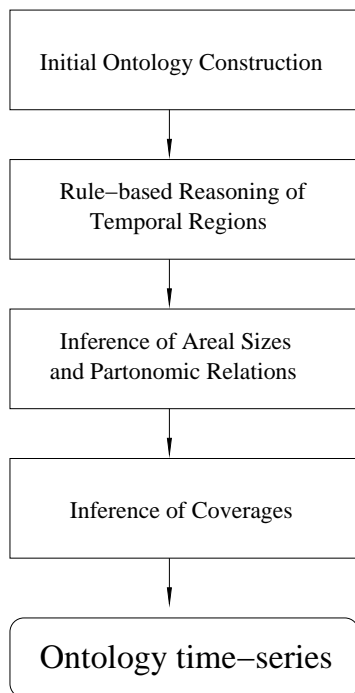 Initial Ontology Construction
Rule−based Reasoning of
Temporal Regions
Inference of Areal Sizes
and Partonomic Relations
Inference of Coverages
Ontology time−series